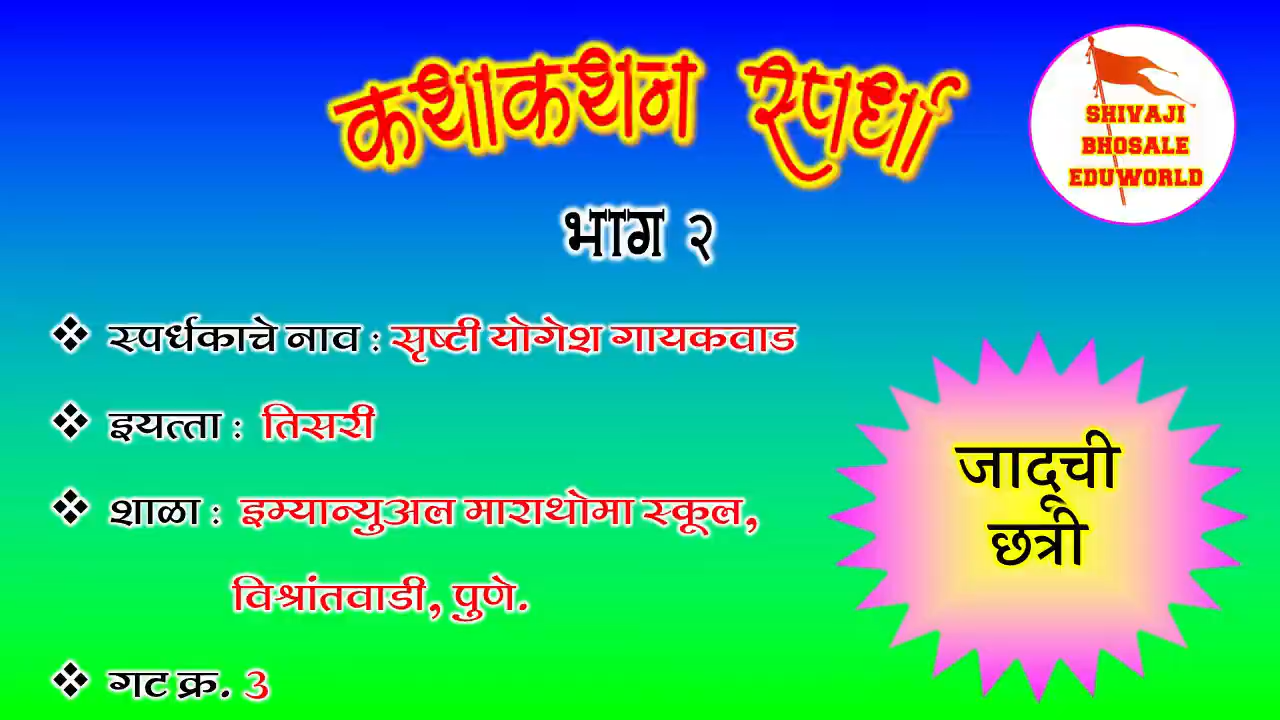 कथाकथन स्पर्धा
SHIVAJI
BHOSALE
EDUWORLD
भाग २
❖ स्पर्धकाचे नाव : सृष्टी योगेश गायकवाड
❖ इयत्ता : तिसरी
❖ शाळा : इम्यान्युअल माराथोमा स्कूल,
विश्रांतवाडी, पुणे.
❖ गट क्र. 3
जादूची
छत्री